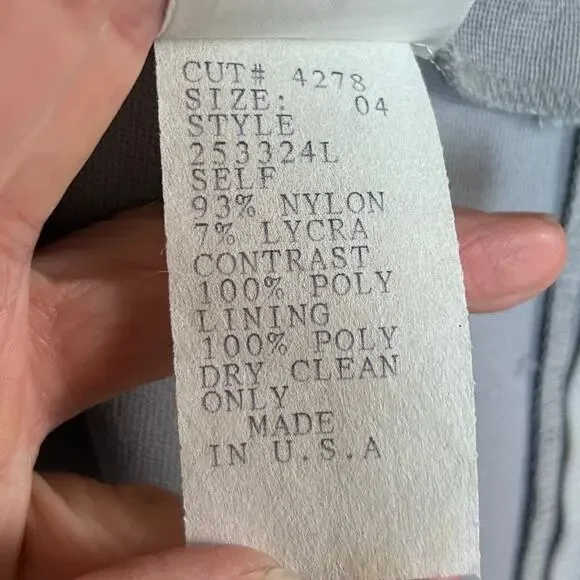 CUT# 4278
SIZE: 04
STYLE
253324L
SELF
93% NYLON
7% LYCRA
CONTRAST
100% POLY
LINING
100% POLY
DRY CLEAN
ONLY
MADE
IN U.S.A